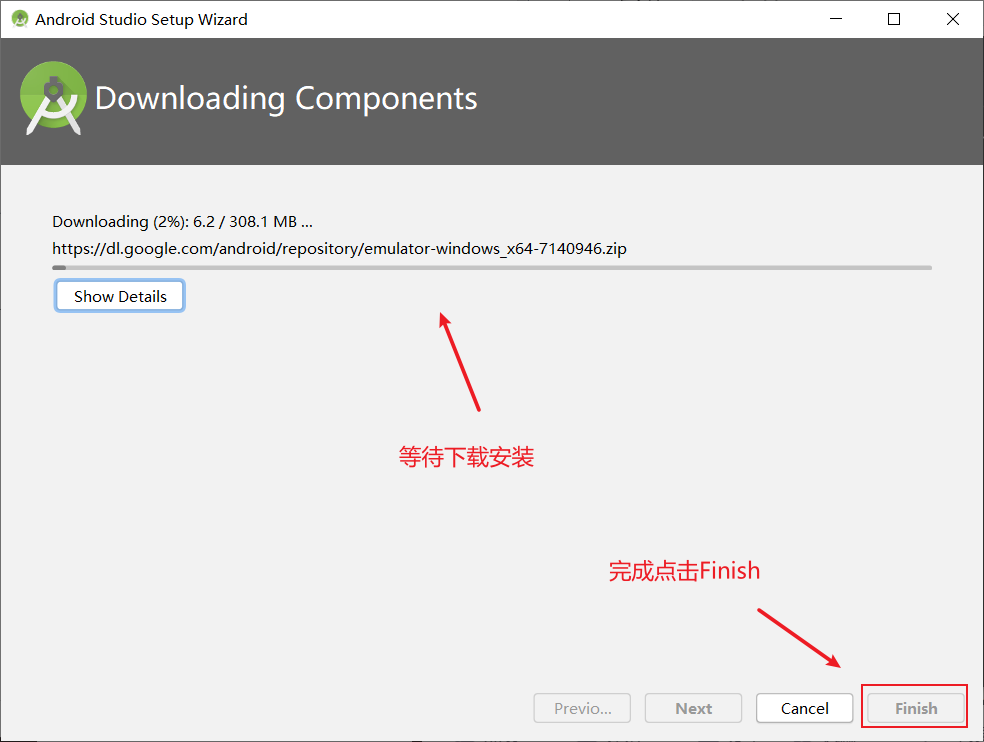 Android Studio Setup Wizard
Downloading Components
Downloading (2%): 6.2 / 308.1 MB ...
https://dl.google.com/android/repository/emulator-windows_x64-7140946.zip
Show Details
等待下载安装
完成点击Finish
Previo...
Next
Cancel
Finish